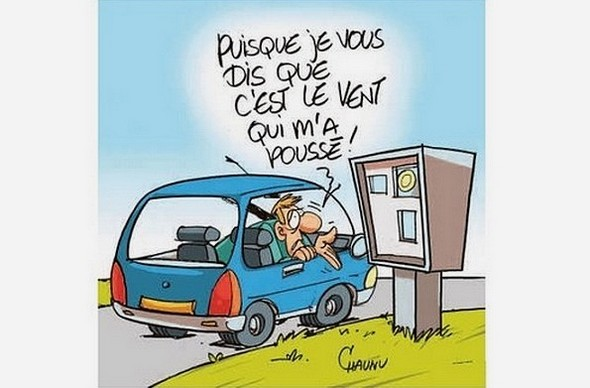 PUISQUE JE VOUS
DIS QUE
C'EST LE VENT
QUI M'A
POUSSÉ !
CHAUNU